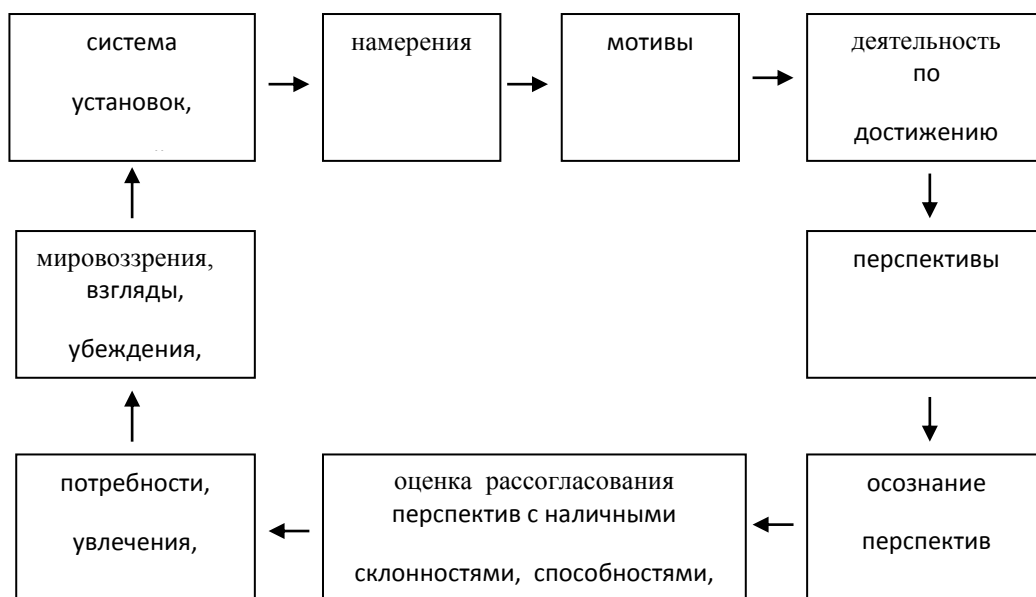 система
установок,
намерения
мотивы
деятельность
по
достижению
мировоззрения,
взгляды,
убеждения,
перспективы
потребности,
увлечения,
оценка рассогласования
перспектив с наличными
склонностями, способностями,
осознание
перспектив